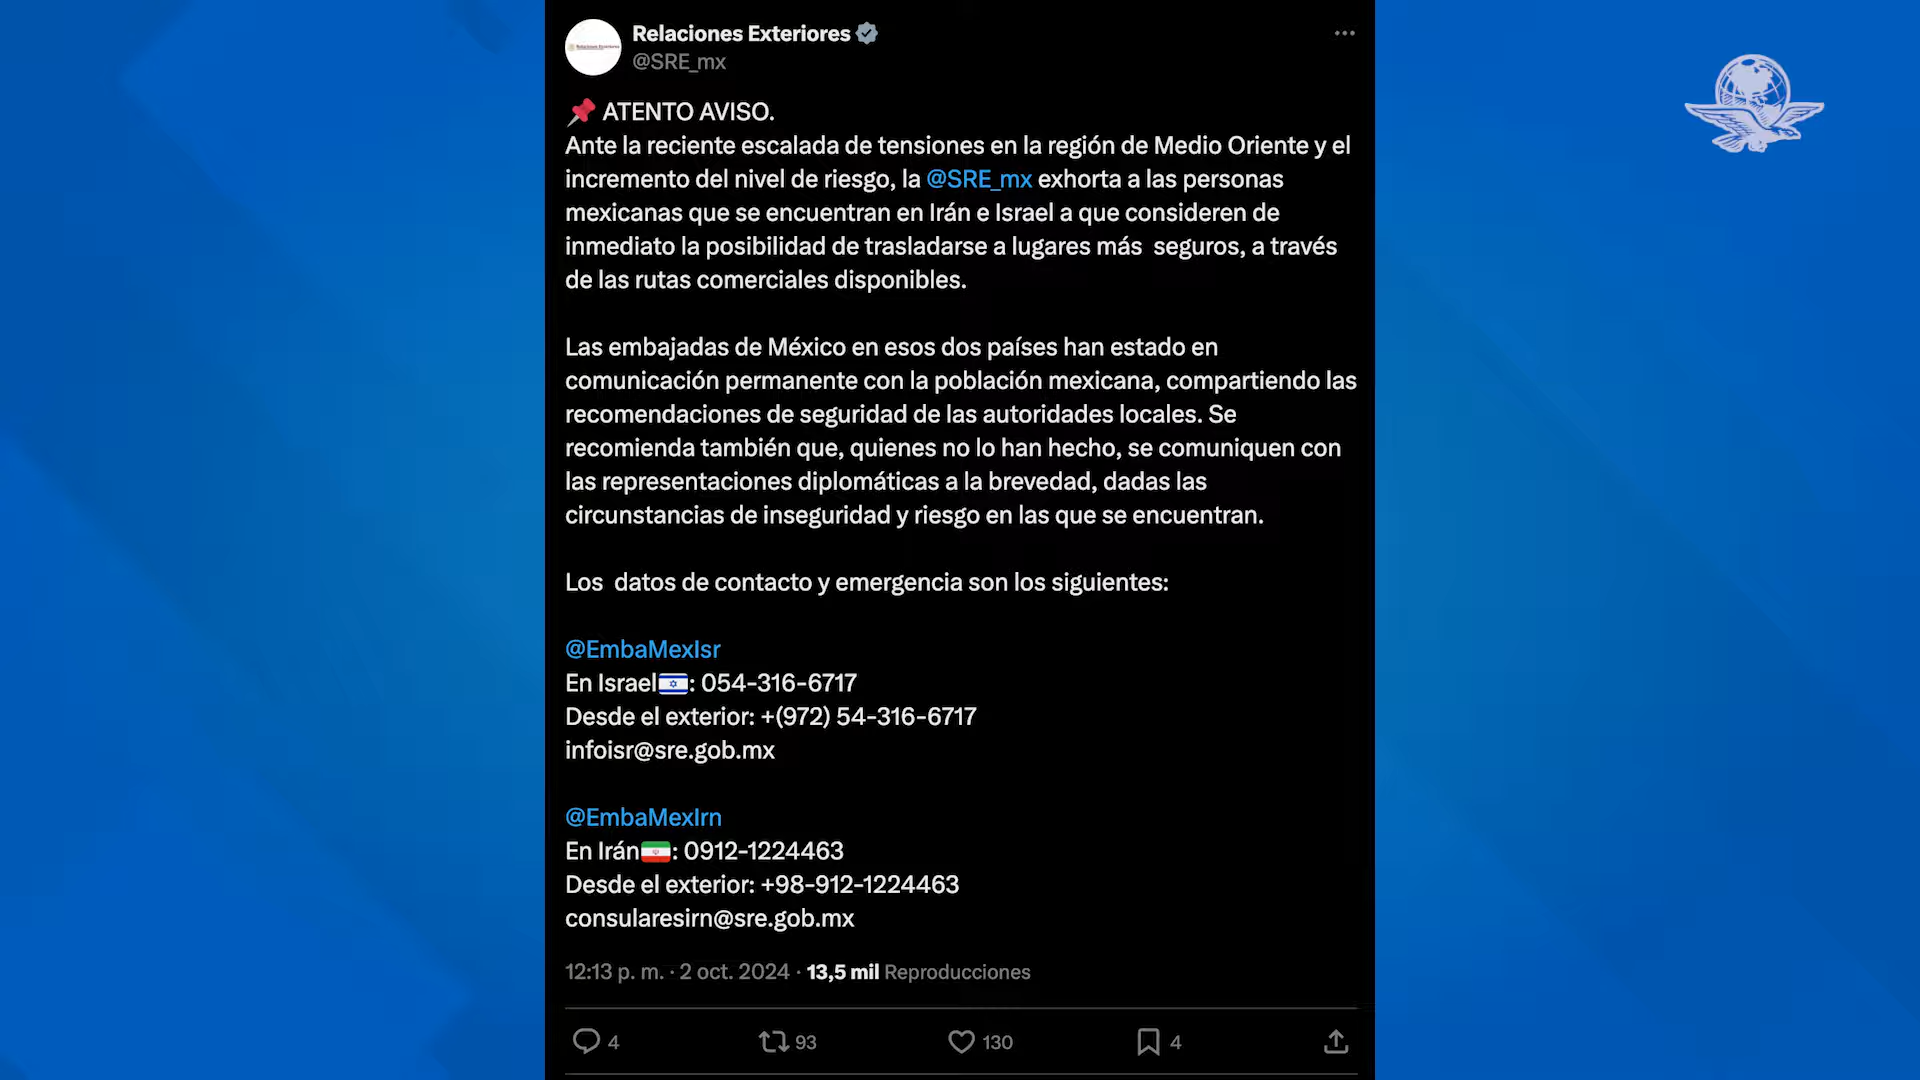 Relaciones Exteriores
@SRE_mx
ATENTO AVISO.
Ante la reciente escalada de tensiones en la región de Medio Oriente y el
incremento del nivel de riesgo, la @SRE_mx exhorta a las personas
mexicanas que se encuentran en Irán e Israel a que consideren de
inmediato la posibilidad de trasladarse a lugares más  seguros, a través
de las rutas comerciales disponibles.
Las embajadas de México en esos dos países han estado en
comunicación permanente con la población mexicana, compartiendo las
recomendaciones de seguridad de las autoridades locales. Se
recomienda también que, quienes no lo han hecho, se comuniquen con
las representaciones diplomáticas a la brevedad, dadas las
circunstancias de inseguridad y riesgo en las que se encuentran.
Los  datos de contacto y emergencia son los siguientes:
@EmbaMexIsr
En Israel: 054-316-6717
Desde el exterior: +(972) 54-316-6717
infoisr@sre.gob.mx
@EmbaMexIrn
En Irán: 0912-1224463
Desde el exterior: +98-912-1224463
consularesirn@sre.gob.mx
12:13 p. m. · 2 oct. 2024 · 13,5 mil Reproducciones
4 93 130 4